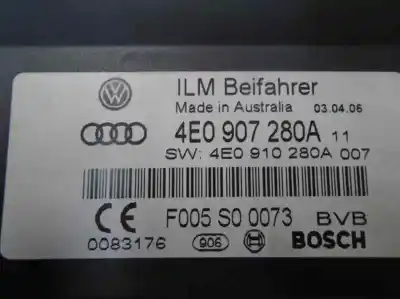 ILM Beifahrer
Made in Australia 03.04.06
4E0 907 280A 11
SW: 4E0 910 280A 007
CE F005 S0 0073 BVB
0083176 906 BOSCH